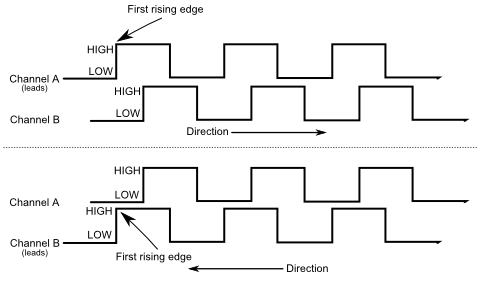 First rising edge
HIGH
LOW
Channel A
(leads)
HIGH
LOW
Channel B
Direction
HIGH
LOW
Channel A
HIGH
LOW
Channel B
(leads)
First rising edge
Direction